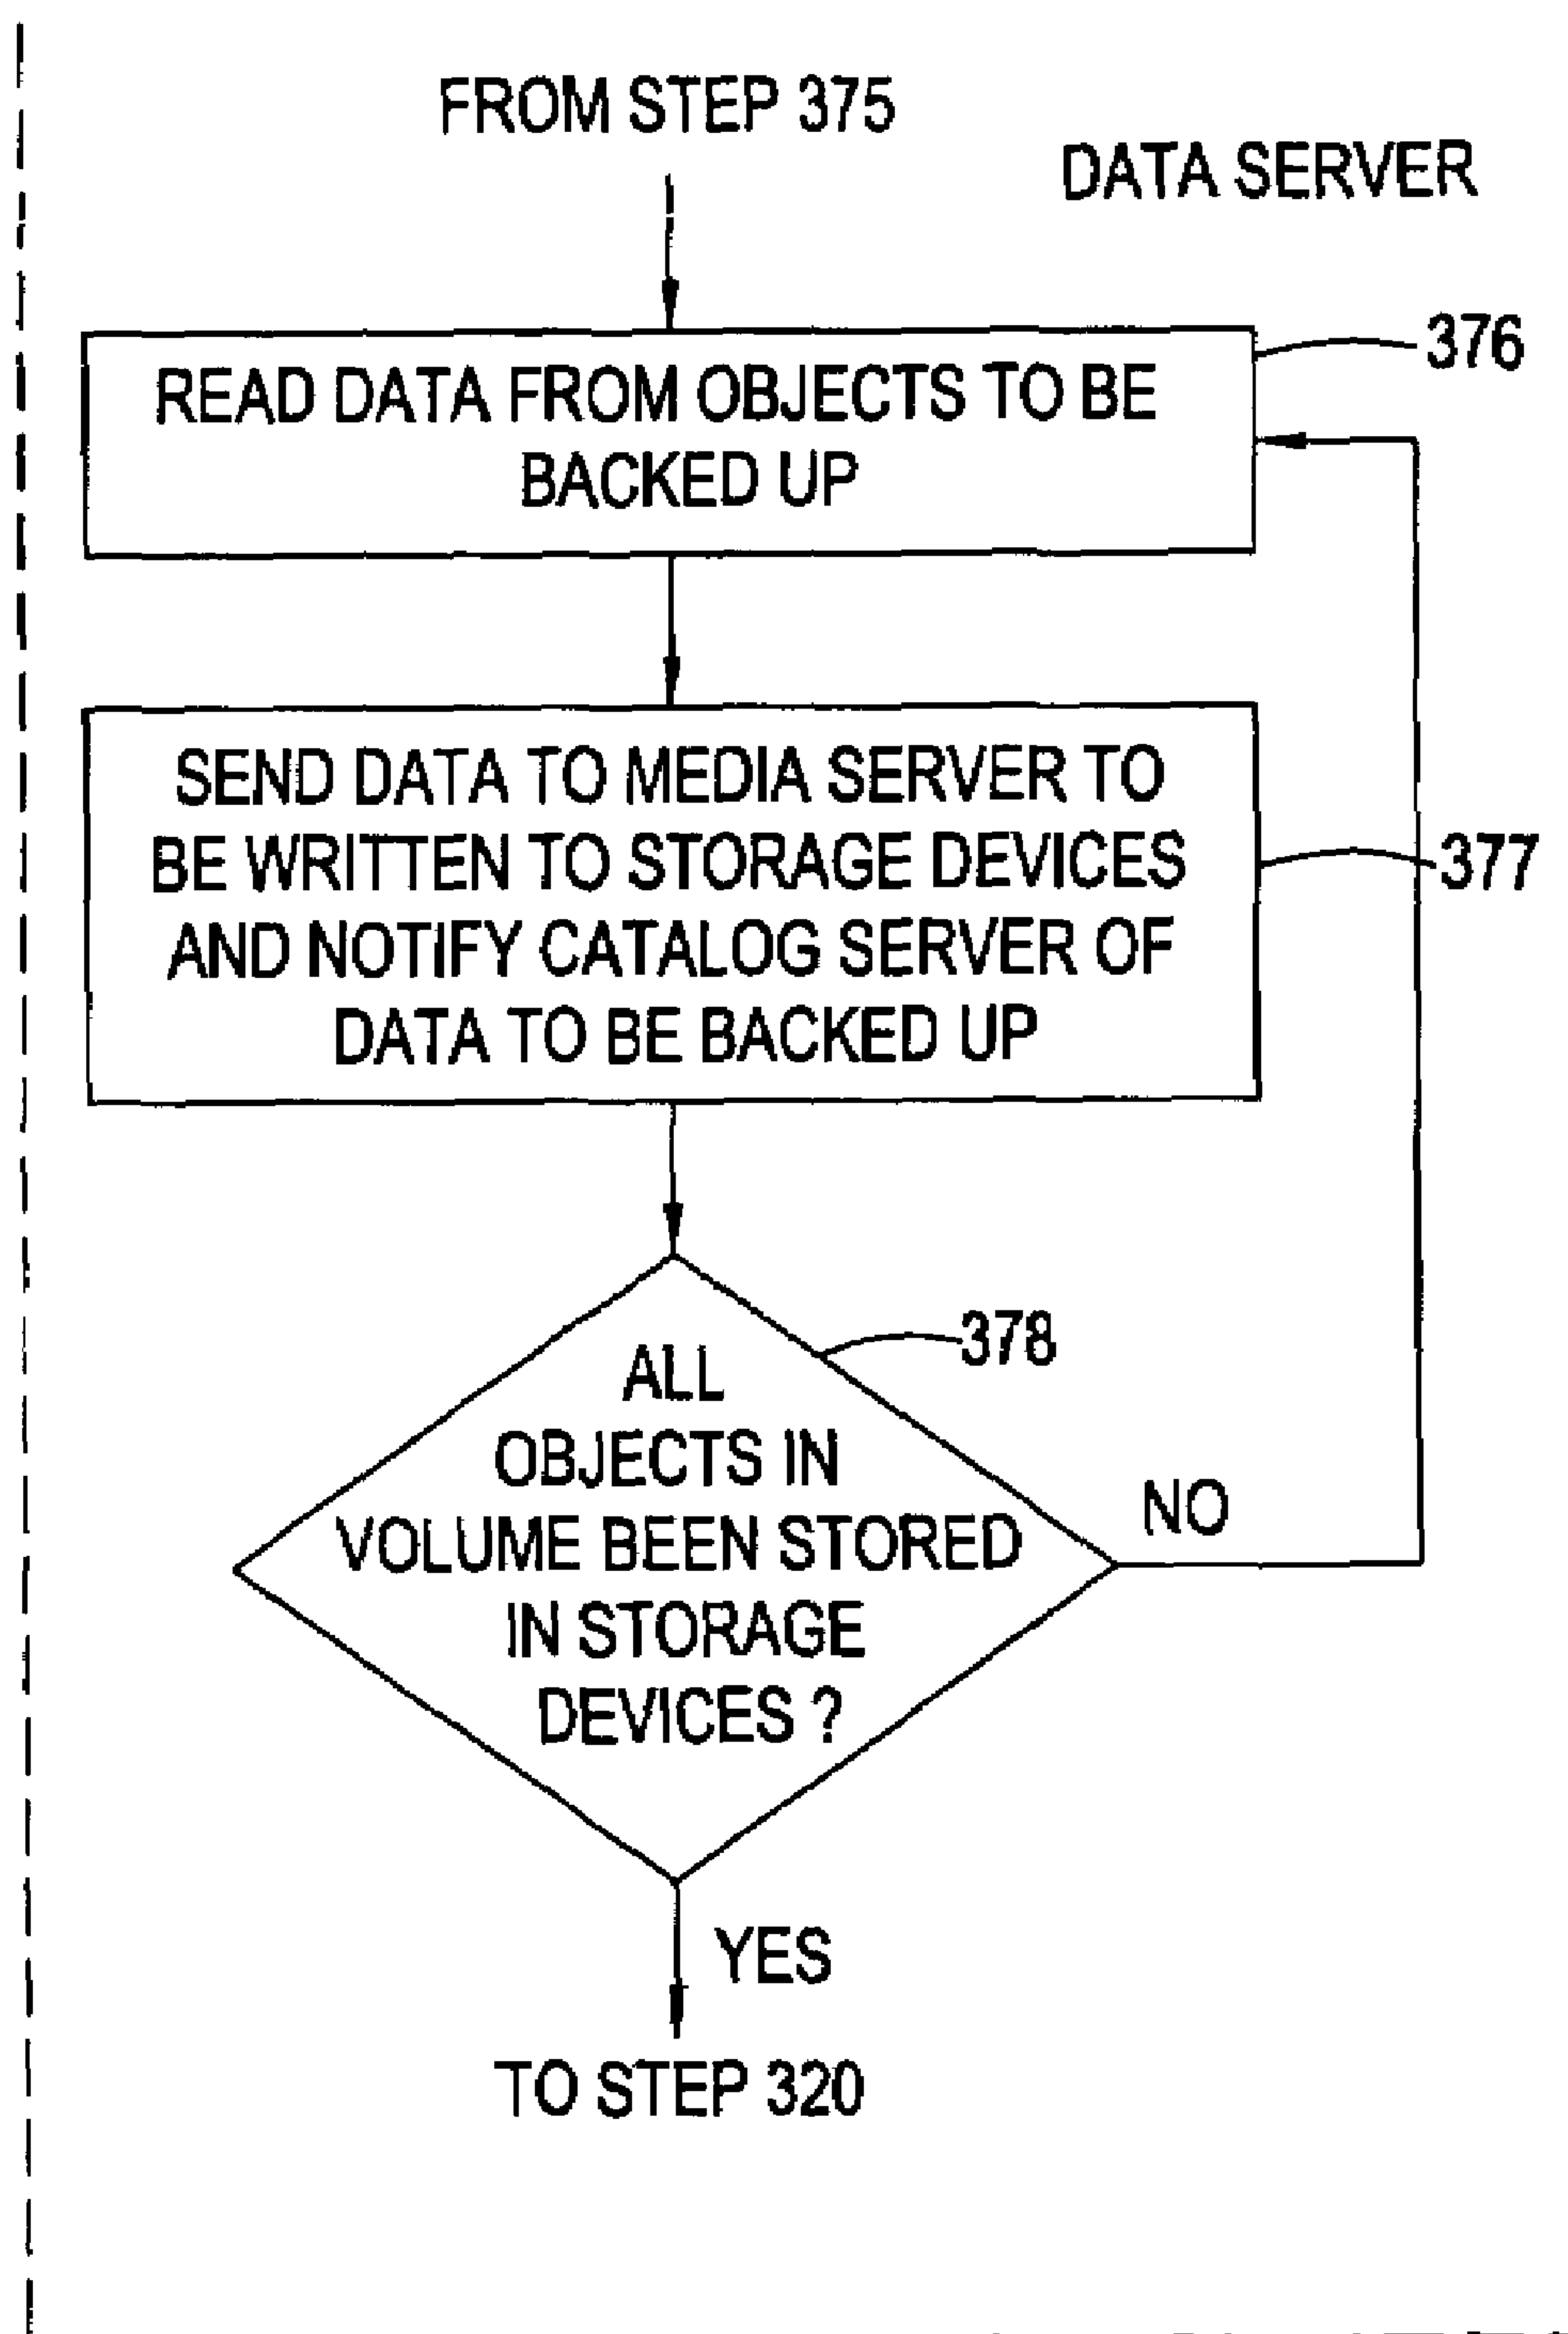 FROM STEP 375
DATA SERVER
376
READ DATA FROM OBJECTS TO BE
BACKED UP
SEND DATA TO MEDIA SERVER TO
BE WRITTEN TO STORAGE DEVICES
AND NOTIFY CATALOG SERVER OF
DATA TO BE BACKED UP
377
378
ALL
OBJECTS IN
VOLUME BEEN STORED
IN STORAGE
DEVICES ?
NO
YES
TO STEP 320